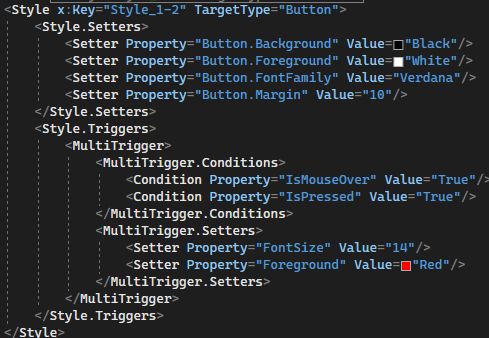 <Style x:Key="Style_1-2" TargetType="Button">
<Style.Setters>
<Setter Property="Button.Background" Value="Black"/>
<Setter Property="Button.Foreground" Value="White"/>
<Setter Property="Button.FontFamily" Value="Verdana"/>
<Setter Property="Button.Margin" Value="10"/>
</Style.Setters>
<Style.Triggers>
<MultiTrigger>
<MultiTrigger.Conditions>
<Condition Property="IsMouseOver" Value="True"/>
<Condition Property="IsPressed" Value="True"/>
</MultiTrigger.Conditions>
<MultiTrigger.Setters>
<Setter Property="FontSize" Value="14"/>
<Setter Property="Foreground" Value="Red"/>
</MultiTrigger.Setters>
</MultiTrigger>
</Style.Triggers>
</Style>